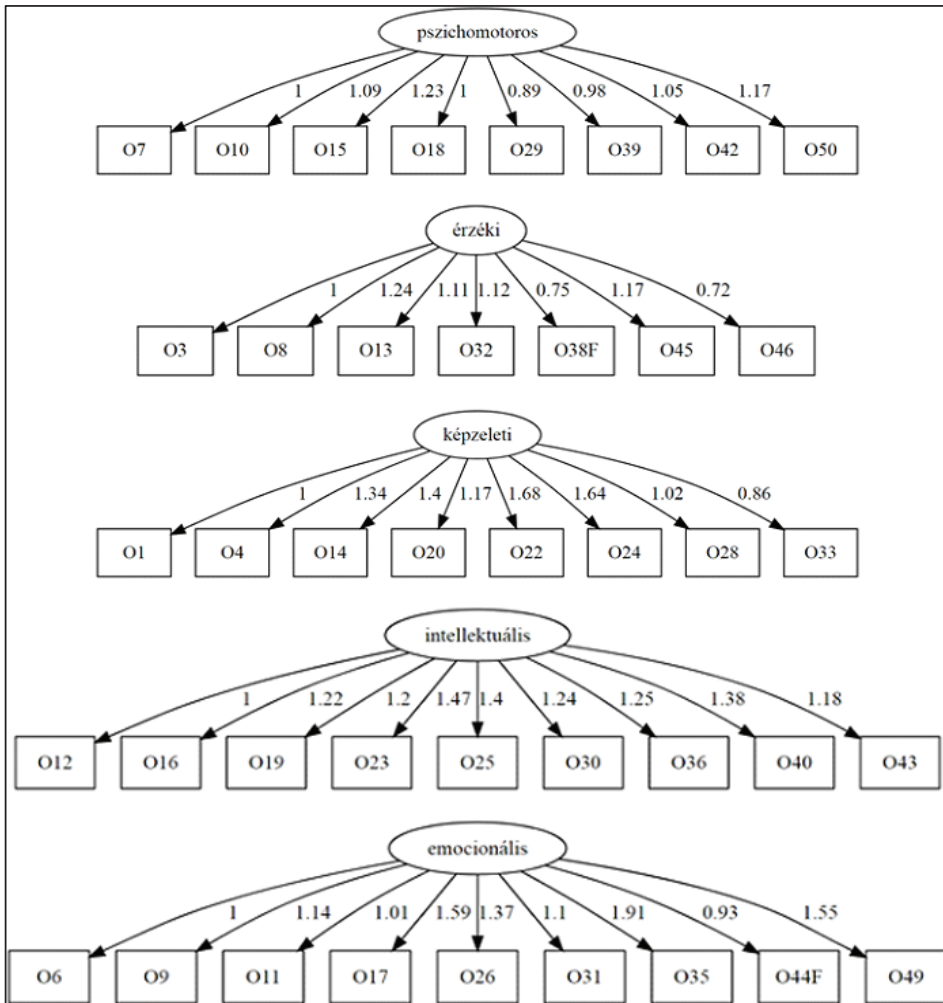 pszichomotoros
1 1.09 1.23 1 0.89 0.98 1.05 1.17
O7 O10 O15 O18 O29 O39 O42 O50
érzéki
1 1.24 1.11 1.12 0.75 1.17 0.72
O3 O8 O13 O32 O38F O45 O46
képzeleti
1 1.34 1.4 1.17 1.68 1.64 1.02 0.86
O1 O4 O14 O20 O22 O24 O28 O33
intellektuális
1 1.22 1.2 1.47 1.4 1.24 1.25 1.38 1.18
O12 O16 O19 O23 O25 O30 O36 O40 O43
emocionális
1 1.14 1.01 1.59 1.37 1.1 1.91 0.93 1.55
O6 O9 O11 O17 O26 O31 O35 O44F O49